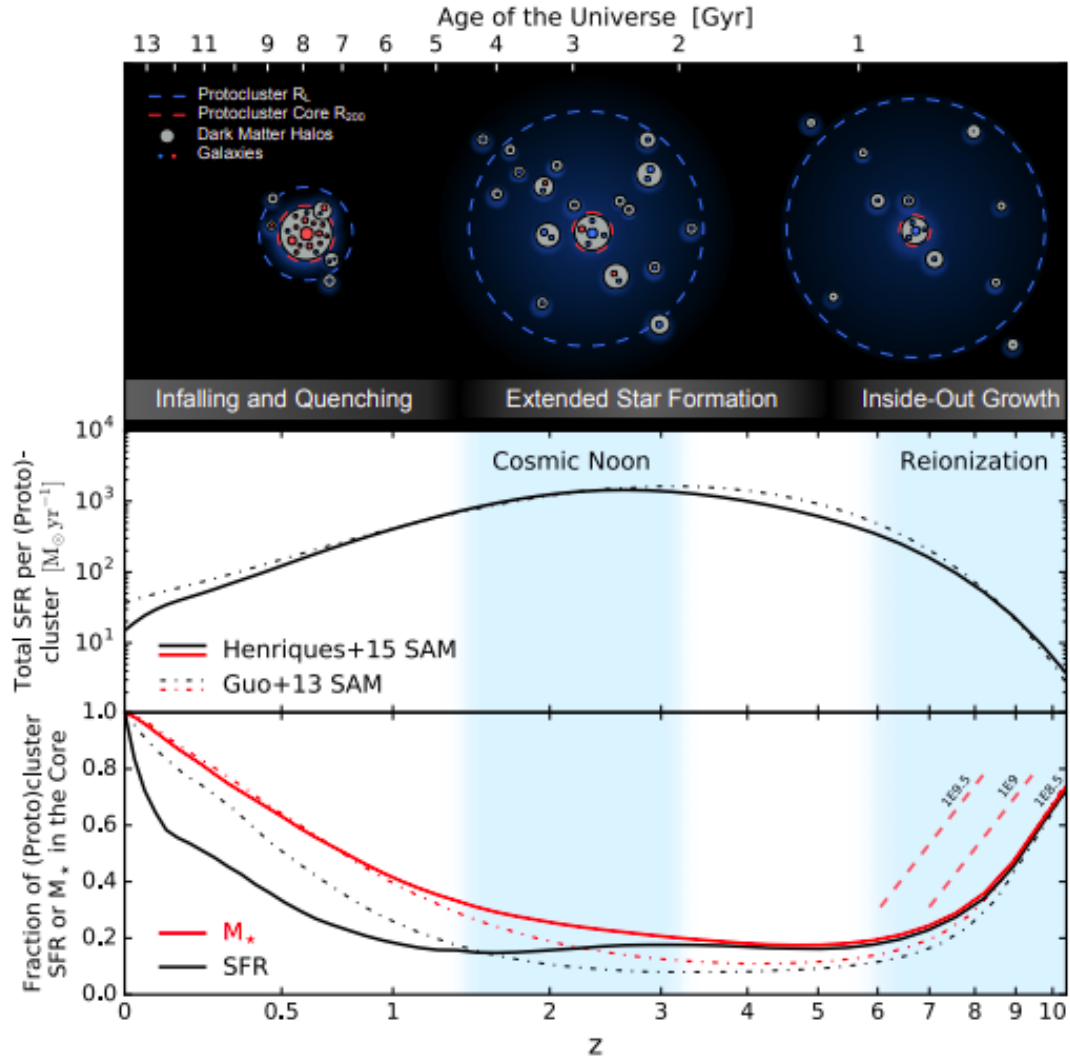 Age of the Universe [Gyr]
13 11 9 8 7 6 5 4 3 2 1
Protocluster R_L
Protocluster Core R_200
Dark Matter Halos
Galaxies
Infalling and Quenching
Extended Star Formation
Inside-Out Growth
Total SFR per (Proto)-
cluster [M⊙ yr⁻¹]
10⁴
10³
10²
10¹
Cosmic Noon
Reionization
Henriques+15 SAM
Guo+13 SAM
Fraction of (Proto)cluster
SFR or M⋆ in the Core
1.0
0.8
0.6
0.4
0.2
0.0
1E9.5
1E9
1E8.5
M⋆
SFR
0 0.5 1 2 3 4 5 6 7 8 9 10
z